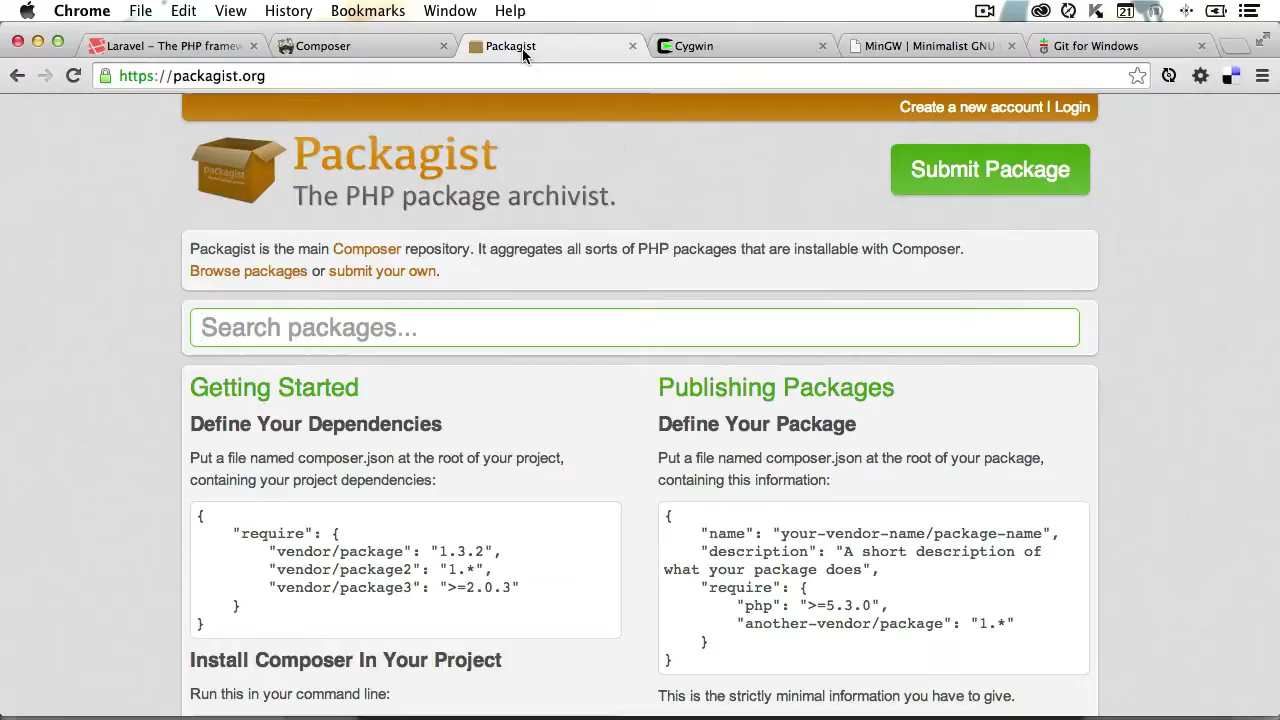 Chrome File Edit View History Bookmarks Window Help
21
Laravel – The PHP framew
Composer
Packagist
Cygwin
MinGW | Minimalist GNU
Git for Windows
https://packagist.org
Create a new account | Login
Packagist
The PHP package archivist.
Submit Package
Packagist is the main Composer repository. It aggregates all sorts of PHP packages that are installable with Composer.
Browse packages or submit your own.
Search packages...
Getting Started
Define Your Dependencies
Put a file named composer.json at the root of your project,
containing your project dependencies:
{
"require": {
"vendor/package": "1.3.2",
"vendor/package2": "1.*",
"vendor/package3": ">=2.0.3"
}
}
Install Composer In Your Project
Run this in your command line:
Publishing Packages
Define Your Package
Put a file named composer.json at the root of your package,
containing this information:
{
"name": "your-vendor-name/package-name",
"description": "A short description of
what your package does",
"require": {
"php": ">=5.3.0",
"another-vendor/package": "1.*"
}
}
This is the strictly minimal information you have to give.